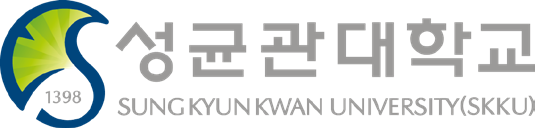 성균관대학교
1398
SUNG KYUN KWAN UNIVERSITY(SKKU)